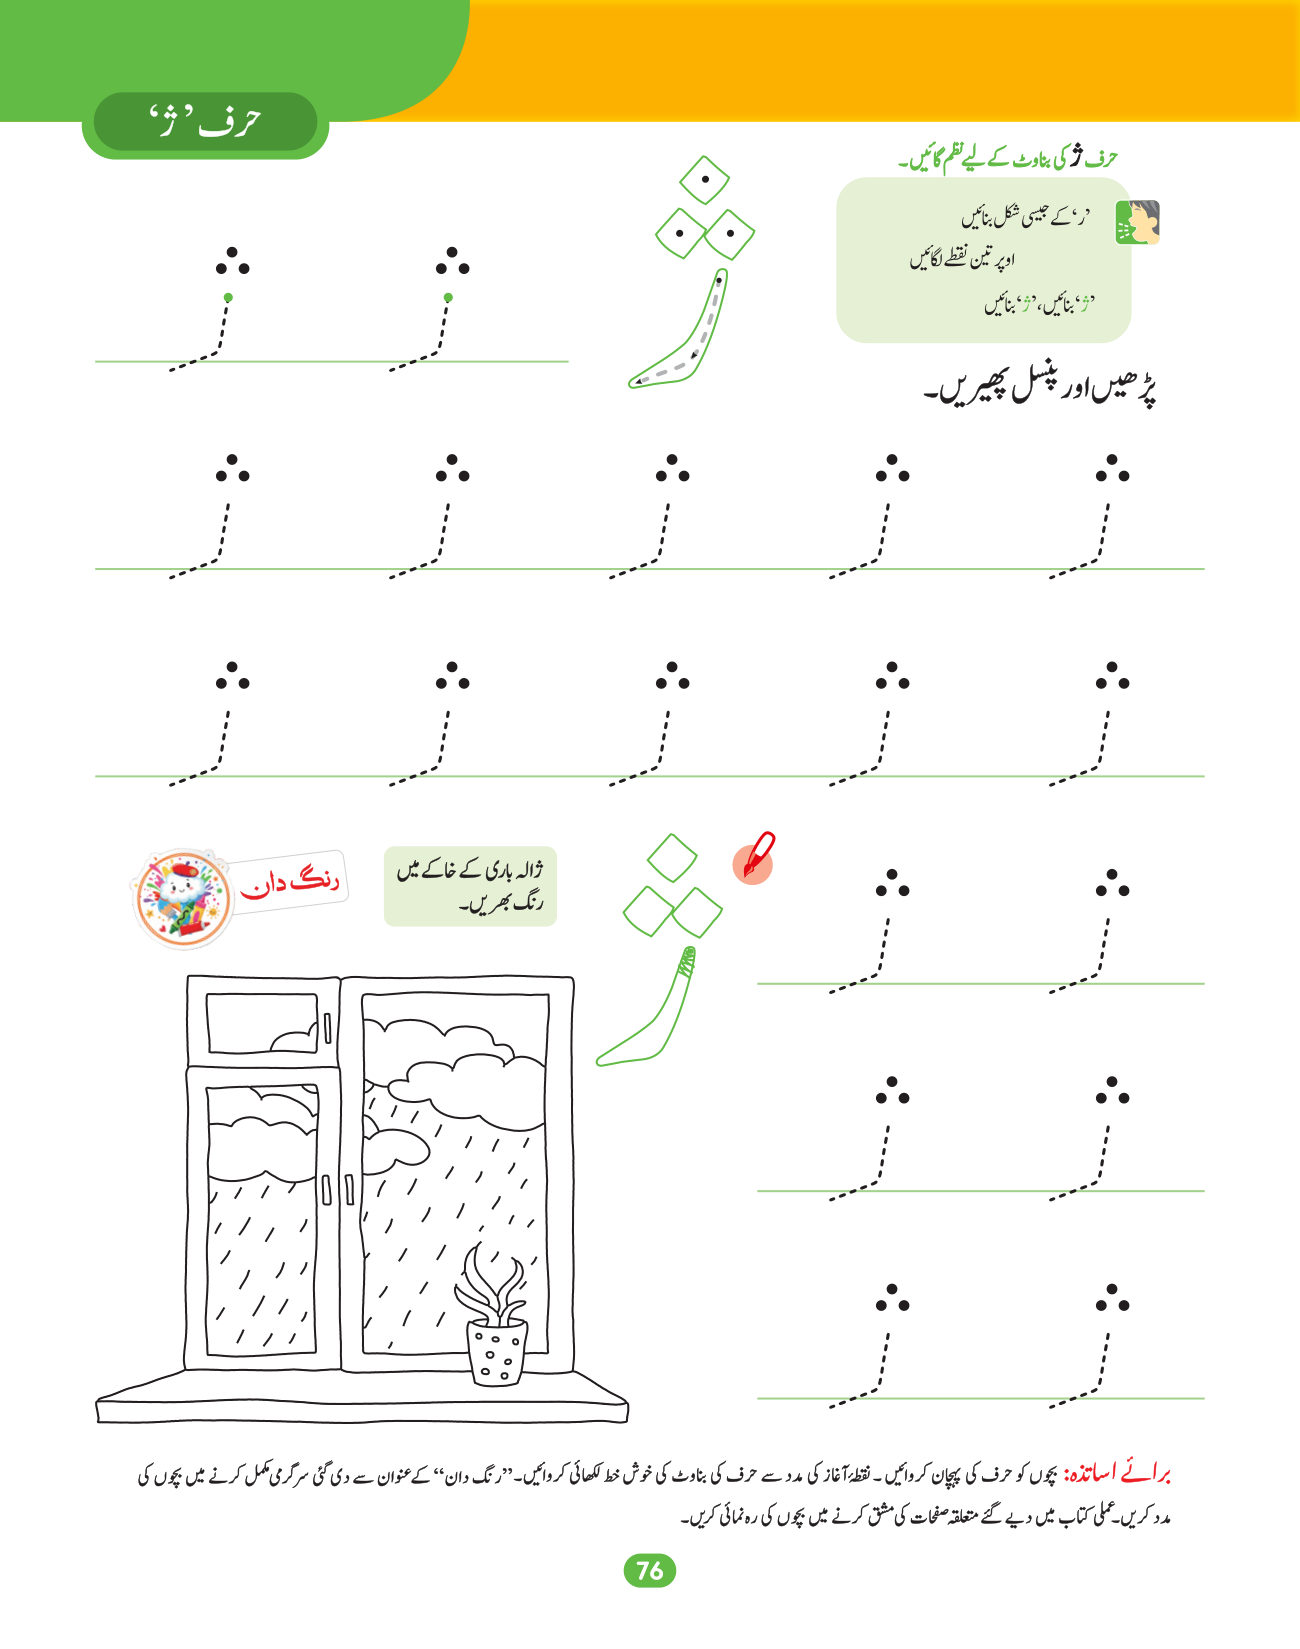 حرف ’ژ‘
حرف ژ کی بناوٹ کے لیے نظم گائیں۔
’ر‘ کے جیسی شکل بنائیں
اوپر تین نقطے لگائیں
’ژ‘ بنائیں، ’ژ‘ بنائیں
پڑھیں اور پنسل پھیریں۔
ژالہ باری کے خاکے میں
رنگ بھریں۔
رنگ دان
برائے اساتذہ: بچوں کو حرف کی پہچان کروائیں۔ نقطۂ آغاز کی مدد سے حرف کی بناوٹ کی خوش خط لکھائی کروائیں۔ ”رنگ دان“ کے عنوان سے دی گئی سرگرمی مکمل کرنے میں بچوں کی
مدد کریں۔ عملی کتاب میں دیے گئے متعلقہ صفحات کی مشق کرنے میں بچوں کی رہ نمائی کریں۔
76